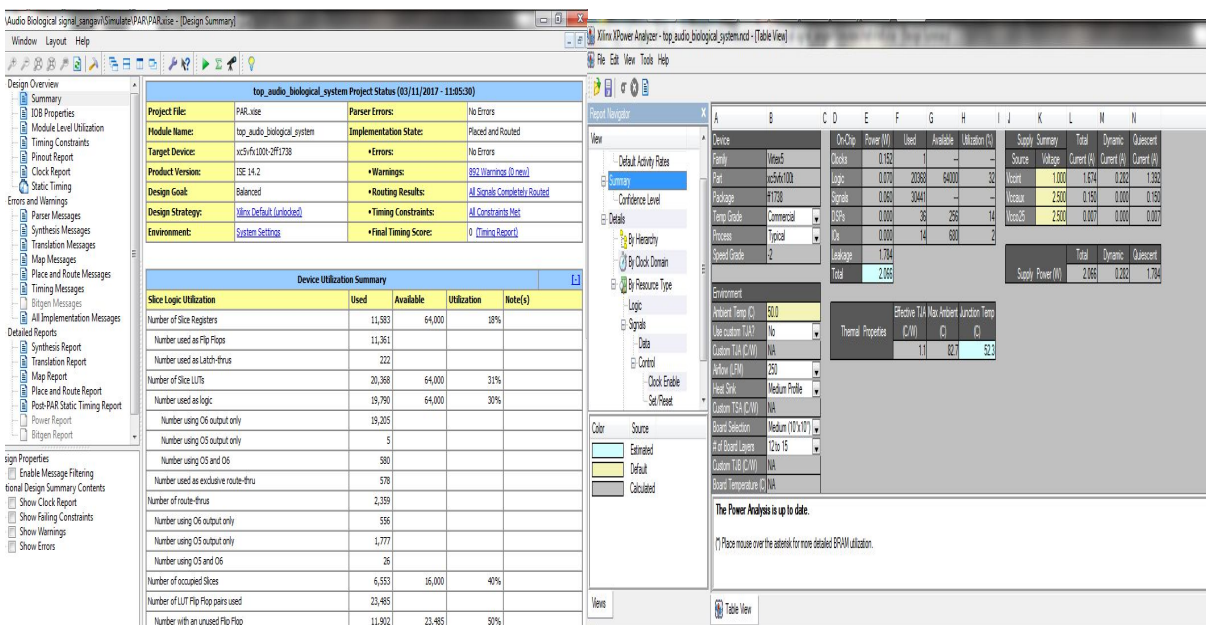 \Audio Biological signal_sangavi\Simulate\PAR\PAR.xise - [Design Summary]
Window Layout Help
Design Overview
Summary
IOB Properties
Module Level Utilization
Timing Constraints
Pinout Report
Clock Report
Static Timing
Errors and Warnings
Parser Messages
Synthesis Messages
Translation Messages
Map Messages
Place and Route Messages
Timing Messages
Bitgen Messages
All Implementation Messages
Detailed Reports
Synthesis Report
Translation Report
Map Report
Place and Route Report
Post-PAR Static Timing Report
Power Report
Bitgen Report
sign Properties
Enable Message Filtering
tional Design Summary Contents
Show Clock Report
Show Failing Constraints
Show Warnings
Show Errors
top_audio_biological_system Project Status (03/11/2017 - 11:05:30)
Project File: PAR.xise Parser Errors: No Errors
Module Name: top_audio_biological_system Implementation State: Placed and Routed
Target Device: xc5vfx100t-2ff1738 •Errors: No Errors
Product Version: ISE 14.2 •Warnings: 892 Warnings (0 new)
Design Goal: Balanced •Routing Results: All Signals Completely Routed
Design Strategy: Xilinx Default (unlocked) •Timing Constraints: All Constraints Met
Environment: System Settings •Final Timing Score: 0 (Timing Report)
Device Utilization Summary [-]
Slice Logic Utilization Used Available Utilization Note(s)
Number of Slice Registers 11,583 64,000 18%
Number used as Flip Flops 11,361
Number used as Latch-thrus 222
Number of Slice LUTs 20,368 64,000 31%
Number used as logic 19,790 64,000 30%
Number using O6 output only 19,205
Number using O5 output only 5
Number using O5 and O6 580
Number used as exclusive route-thru 578
Number of route-thrus 2,359
Number using O6 output only 556
Number using O5 output only 1,777
Number using O5 and O6 26
Number of occupied Slices 6,553 16,000 40%
Number of LUT Flip Flop pairs used 23,485
Number with an unused Flip Flop 11,902 23,485 50%
Xilinx XPower Analyzer - top_audio_biological_system.ncd - [Table View]
File Edit View Tools Help
Report Navigator X
View
Default Activity Rates
Summary
Confidence Level
Details
By Hierarchy
By Clock Domain
By Resource Type
Logic
Signals
Data
Control
Clock Enable
Set/Reset
Color Source
Estimated
Default
Calculated
Views
A B C D E F G H I J K L M N
Device
Family Virtex5
Part xc5vfx100t
Package ff1738
Temp Grade Commercial
Process Typical
Speed Grade -2
Environment
Ambient Temp (C) 50.0
Use custom TJA? No
Custom TJA (C/W) NA
Airflow (LFM) 250
Heat Sink Medium Profile
Custom TSA (C/W) NA
Board Selection Medium (10"x10")
# of Board Layers 12 to 15
Custom TJB (C/W) NA
Board Temperature (C) NA
On-Chip Power (W) Used Available Utilization (%)
Clocks 0.152 1 -- --
Logic 0.070 20368 64000 32
Signals 0.060 30441 -- --
DSPs 0.000 36 256 14
IOs 0.000 14 680 2
Leakage 1.784
Total 2.066
Effective TJA Max Ambient Junction Temp
Thermal Properties (C/W) (C) (C)
1.1 82.7 52.3
Supply Summary Total Dynamic Quiescent
Source Voltage Current (A) Current (A) Current (A)
Vccint 1.000 1.674 0.282 1.392
Vccaux 2.500 0.150 0.000 0.150
Vcco25 2.500 0.007 0.000 0.007
Total Dynamic Quiescent
Supply Power (W) 2.066 0.282 1.784
The Power Analysis is up to date.
(*) Place mouse over the asterisk for more detailed BRAM utilization.
Table View